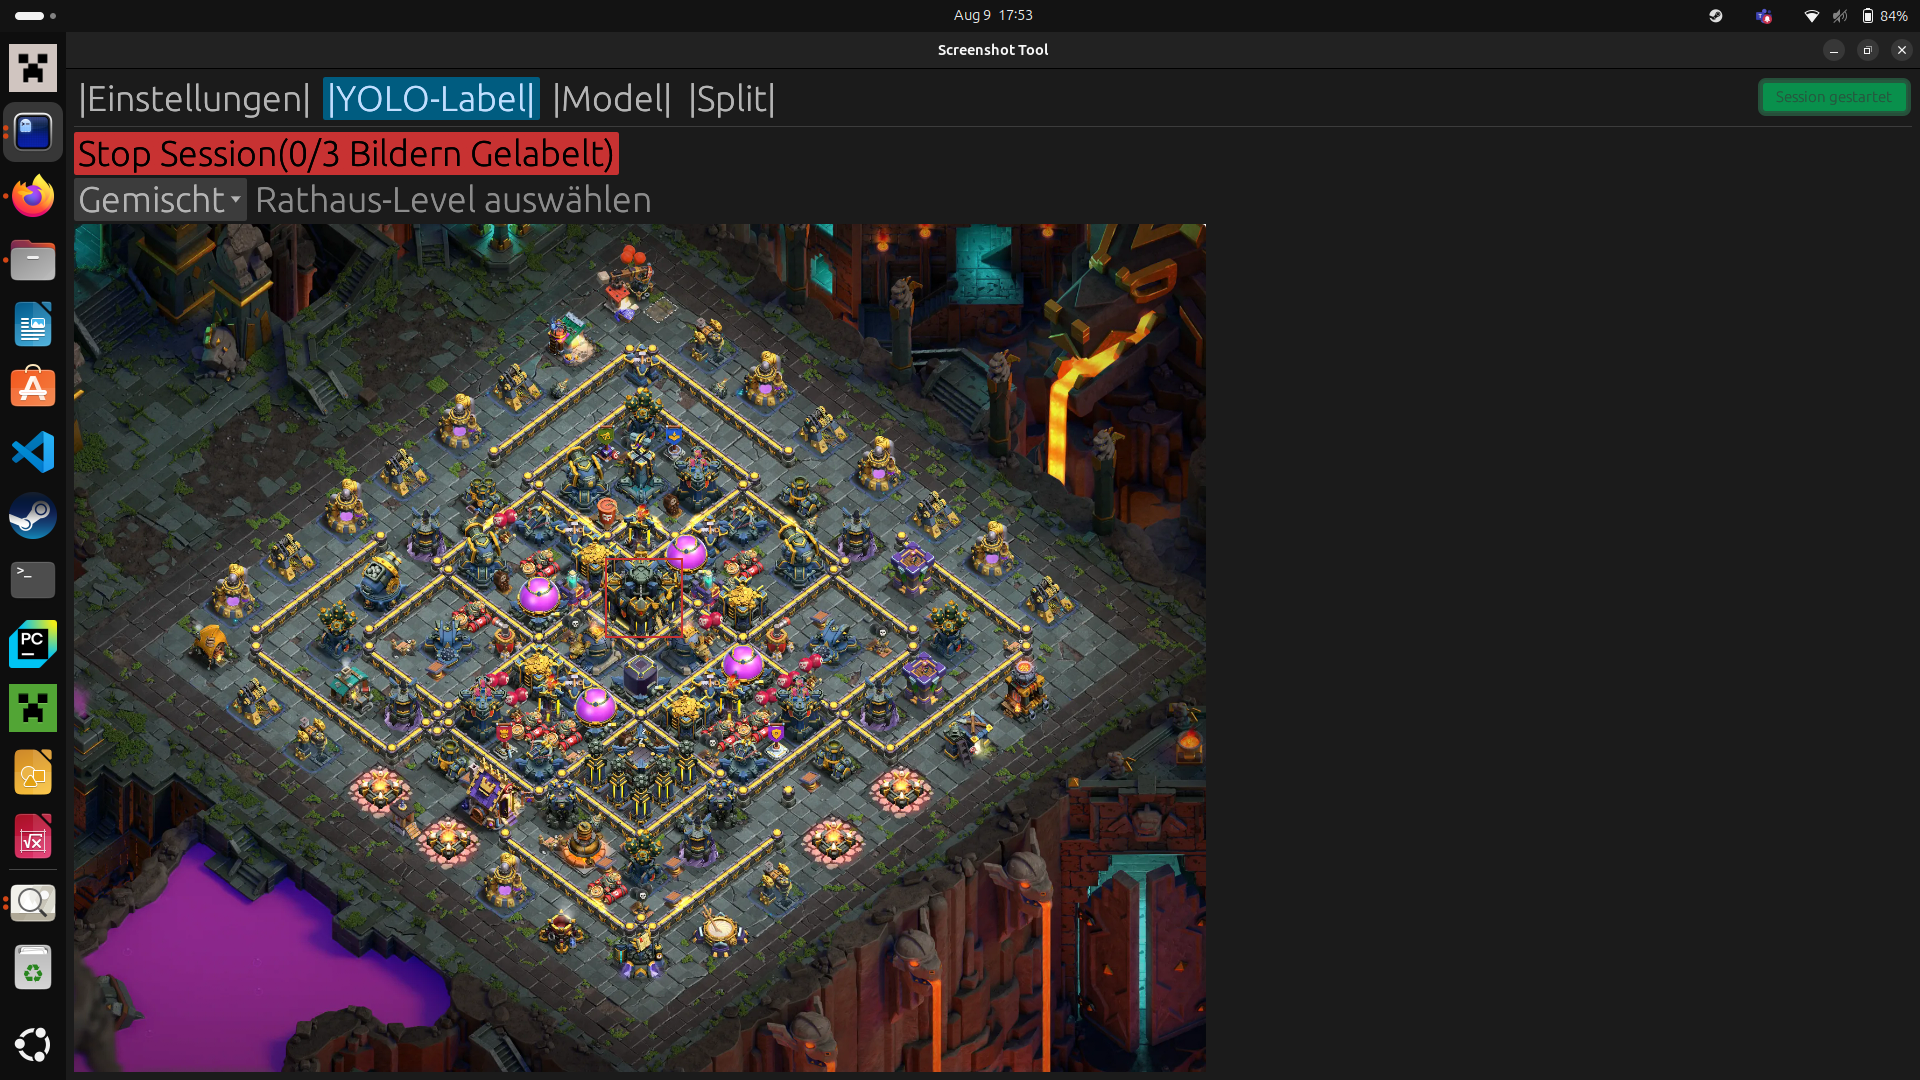 Aug 9 17:53
84%
Screenshot Tool
|Einstellungen| |YOLO-Label| |Model| |Split|
Session gestartet
Stop Session(0/3 Bildern Gelabelt)
Gemischt Rathaus-Level auswählen
>_
PC